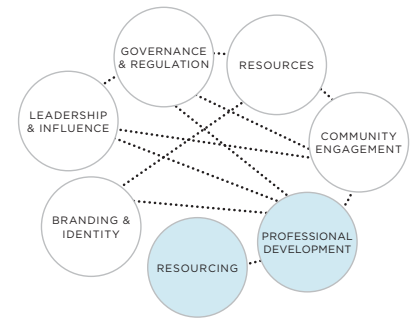 GOVERNANCE
& REGULATION
RESOURCES
LEADERSHIP
& INFLUENCE
COMMUNITY
ENGAGEMENT
BRANDING &
IDENTITY
PROFESSIONAL
DEVELOPMENT
RESOURCING